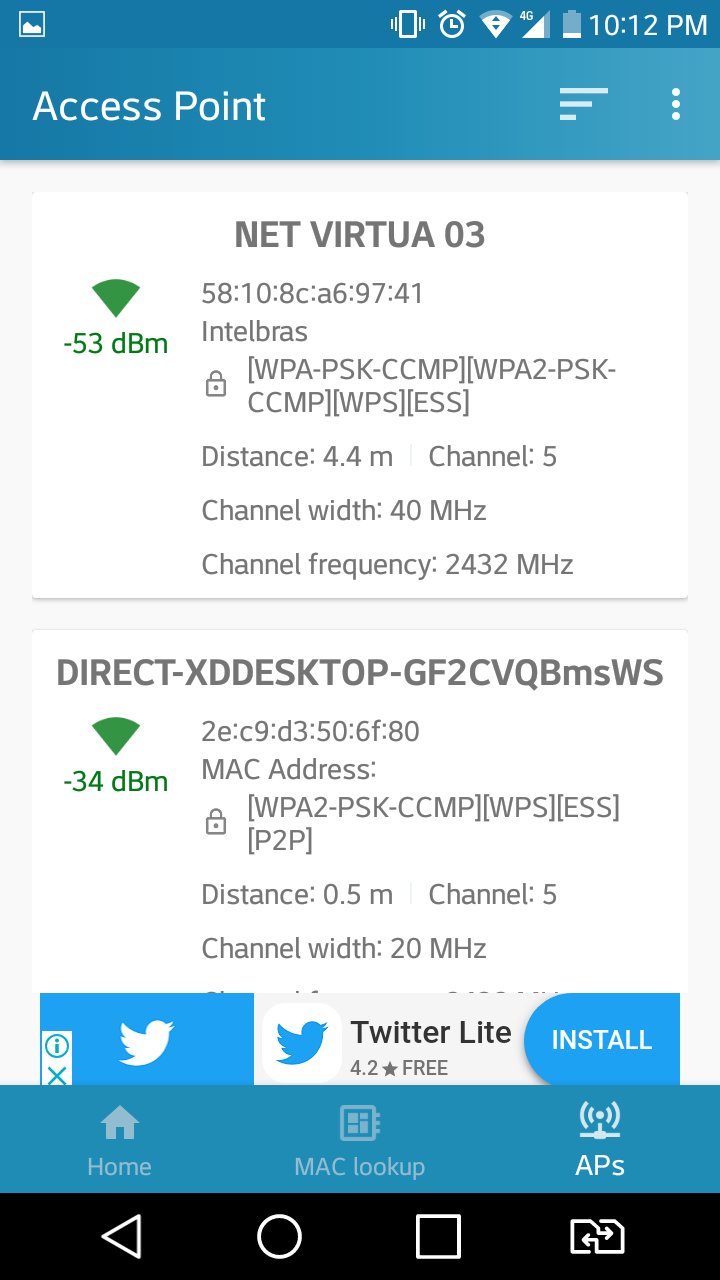 4G 10:12 PM
Access Point
NET VIRTUA 03
-53 dBm
58:10:8c:a6:97:41
Intelbras
[WPA-PSK-CCMP][WPA2-PSK-
CCMP][WPS][ESS]
Distance: 4.4 m
Channel: 5
Channel width: 40 MHz
Channel frequency: 2432 MHz
DIRECT-XDDESKTOP-GF2CVQBmsWS
-34 dBm
2e:c9:d3:50:6f:80
MAC Address:
[WPA2-PSK-CCMP][WPS][ESS]
[P2P]
Distance: 0.5 m
Channel: 5
Channel width: 20 MHz
Twitter Lite
4.2★FREE
INSTALL
Home
MAC lookup
APs